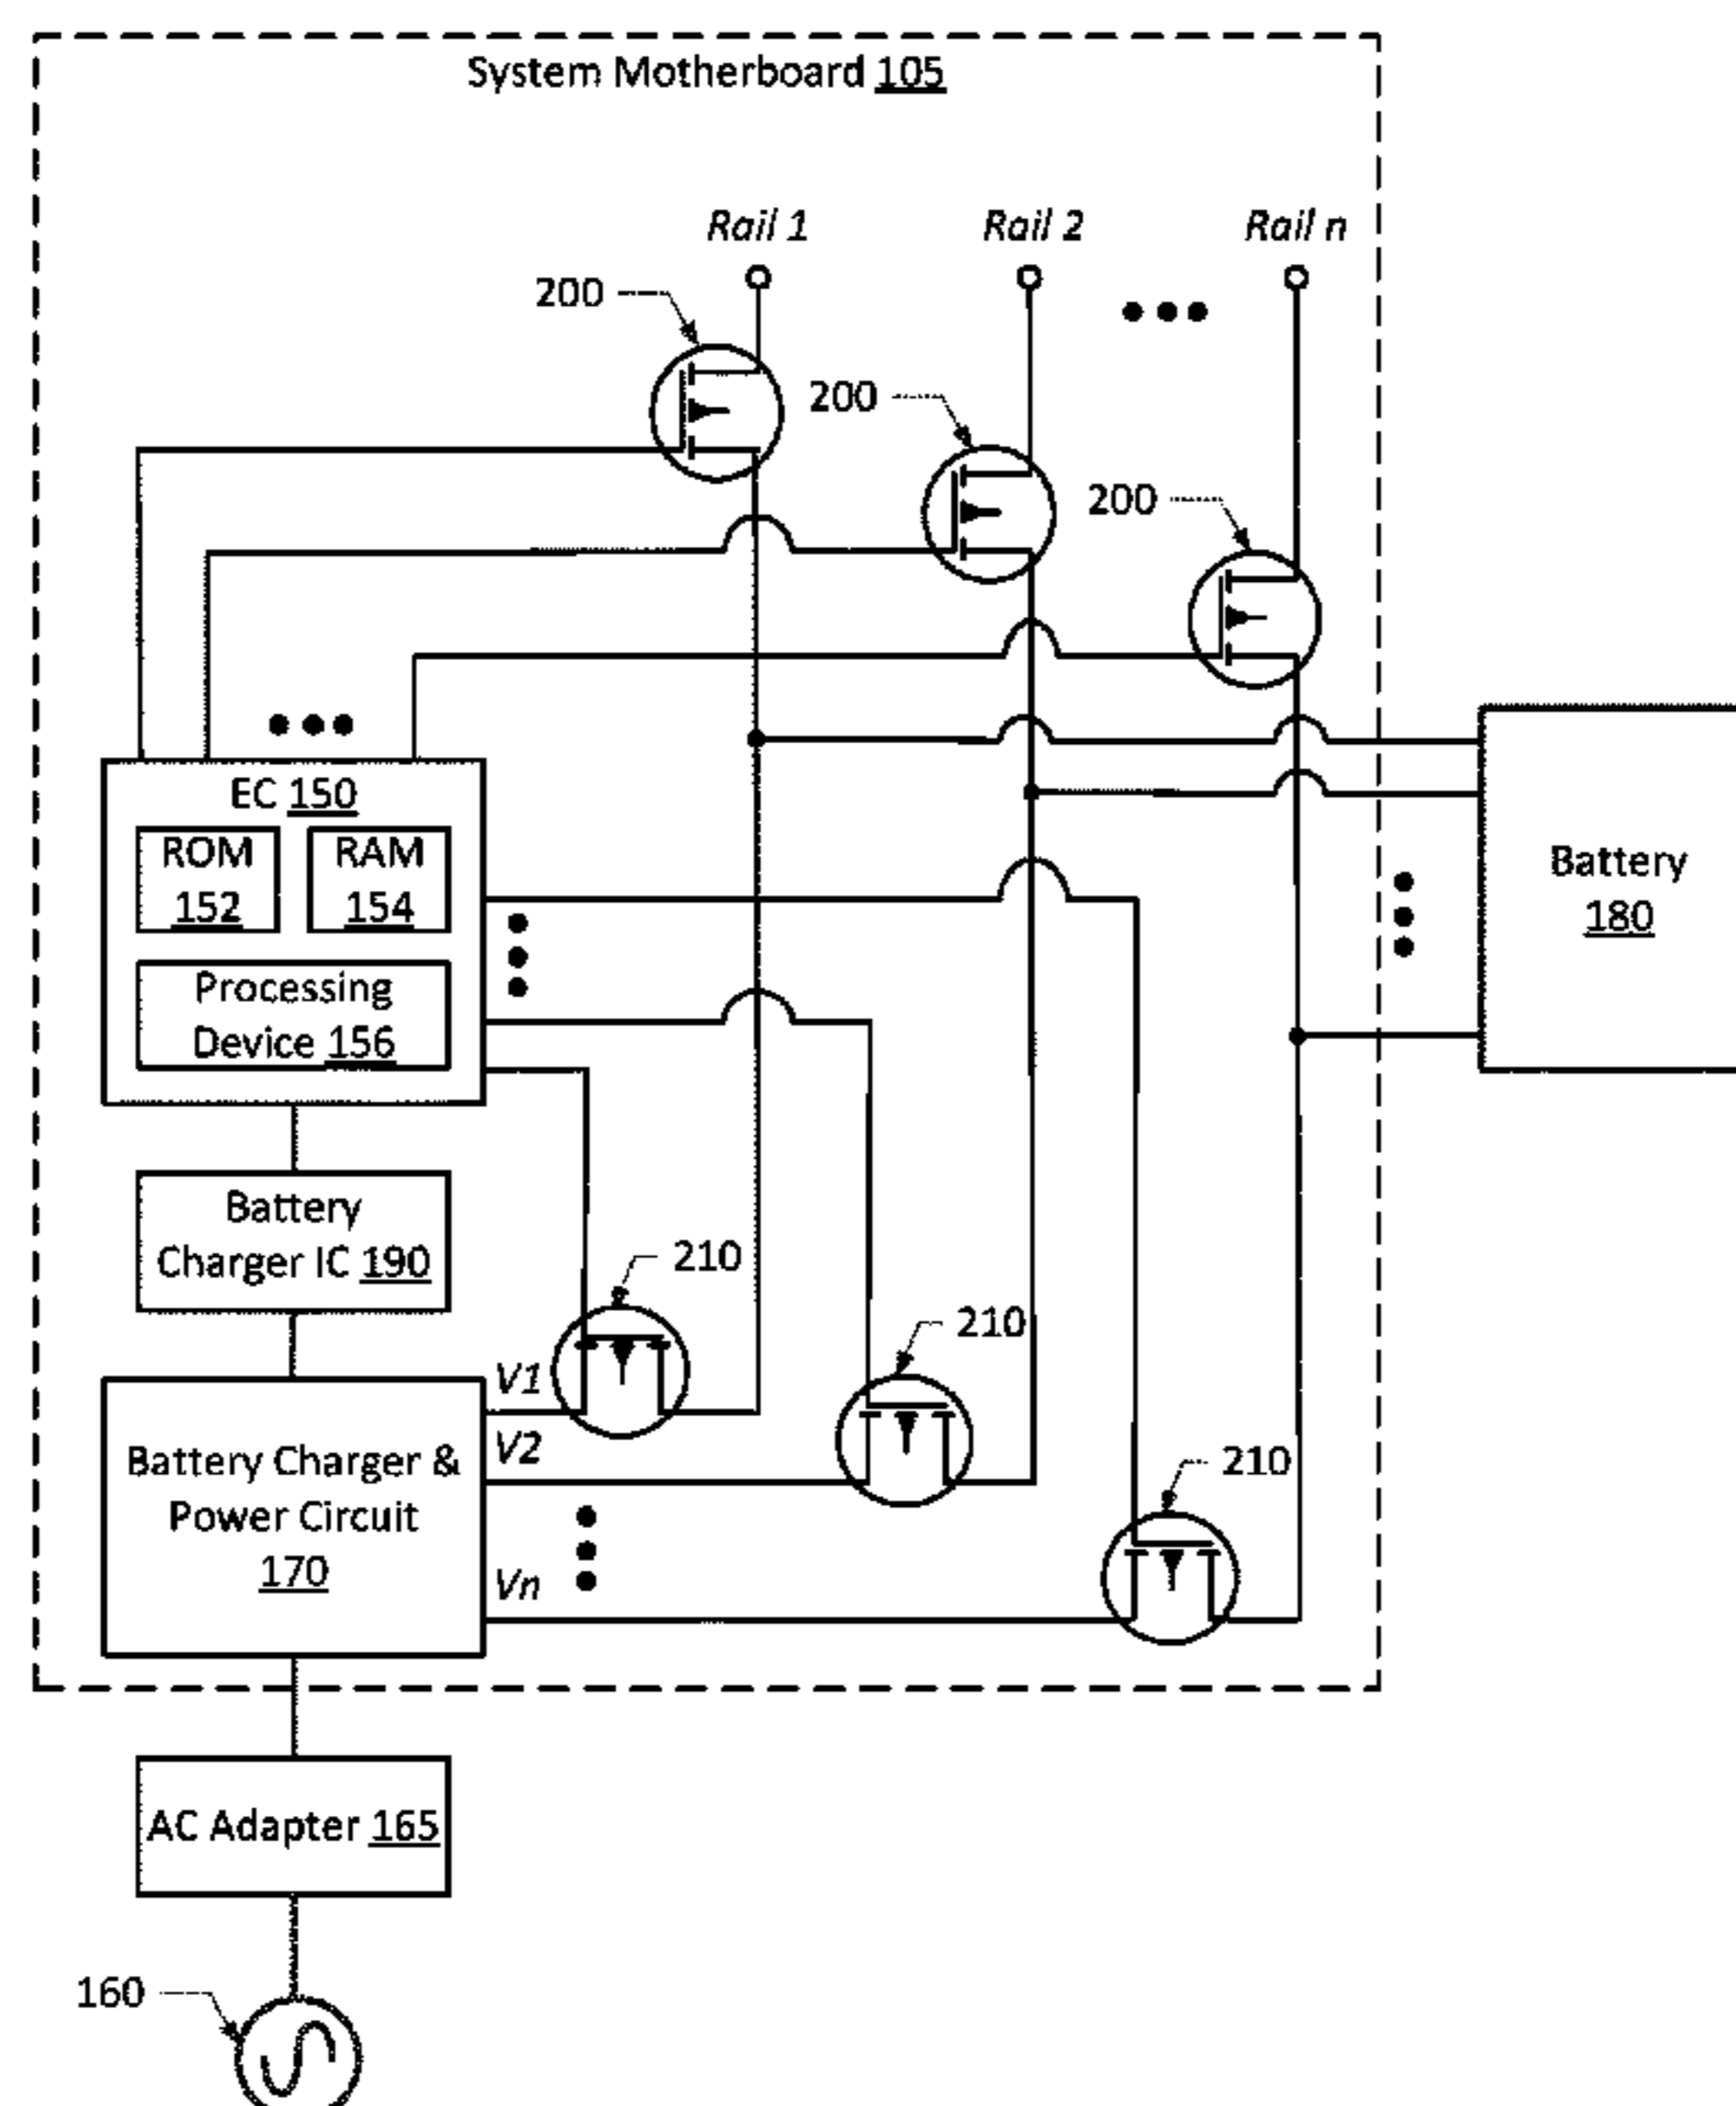 System Motherboard 105
Rail 1
Rail 2
Rail n
200
200
200
EC 150
ROM
152
RAM
154
Processing
Device 156
Battery
180
Battery
Charger IC 190
210
210
210
V1
V2
Vn
Battery Charger &
Power Circuit
170
AC Adapter 165
160